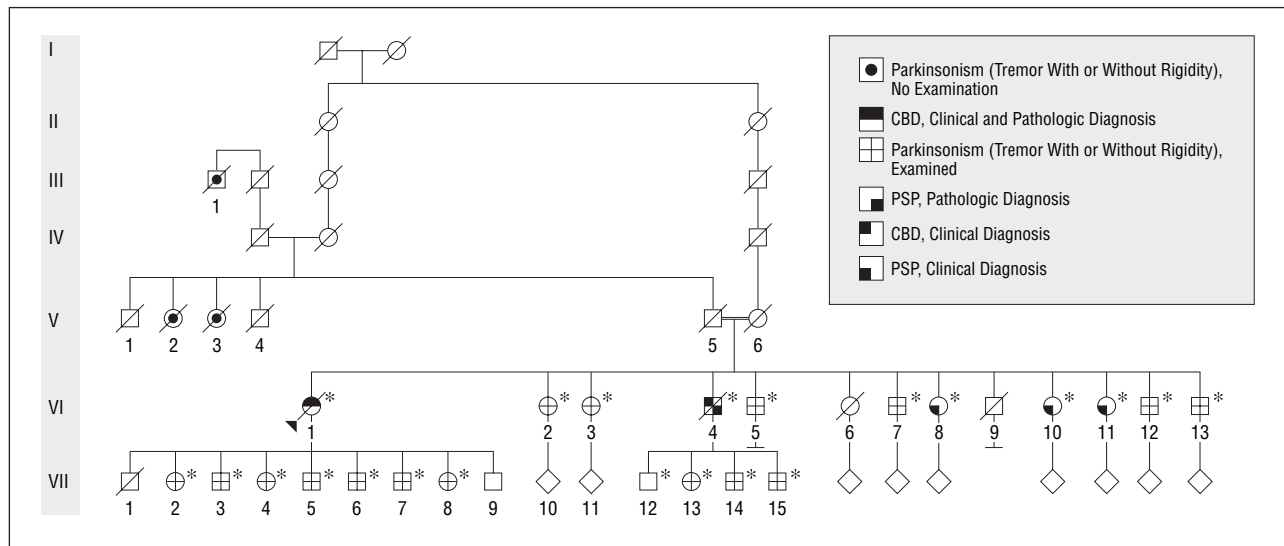 I
II
III
IV
V
VI
VII
Parkinsonism (Tremor With or Without Rigidity),
No Examination
CBD, Clinical and Pathologic Diagnosis
Parkinsonism (Tremor With or Without Rigidity),
Examined
PSP, Pathologic Diagnosis
CBD, Clinical Diagnosis
PSP, Clinical Diagnosis
1
1 2 3 4 5 6
* * * * * * * * * * *
1 2 3 4 5 6 7 8 9 10 11 12 13
* * * * * * * * * * *
1 2 3 4 5 6 7 8 9 10 11 12 13 14 15